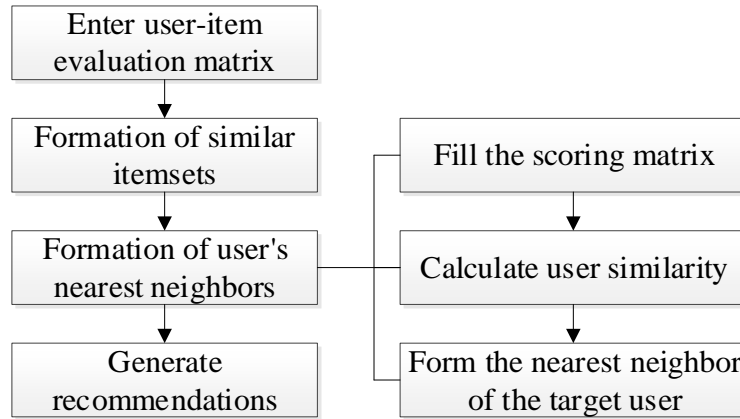 Enter user-item
evaluation matrix
Formation of similar
itemsets
Formation of user's
nearest neighbors
Generate
recommendations
Fill the scoring matrix
Calculate user similarity
Form the nearest neighbor
of the target user